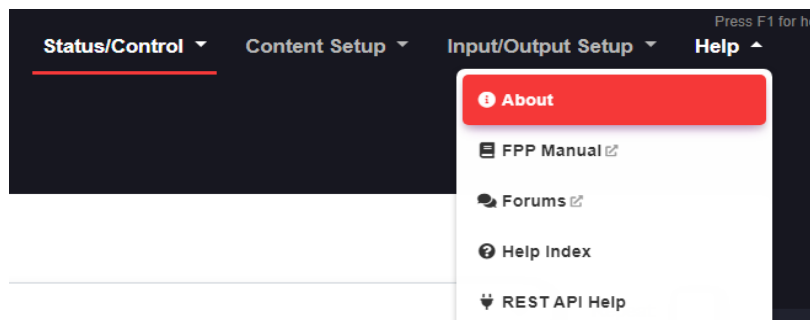 Press F1 for h
Status/Control Content Setup Input/Output Setup Help
About
FPP Manual
Forums
Help Index
REST API Help